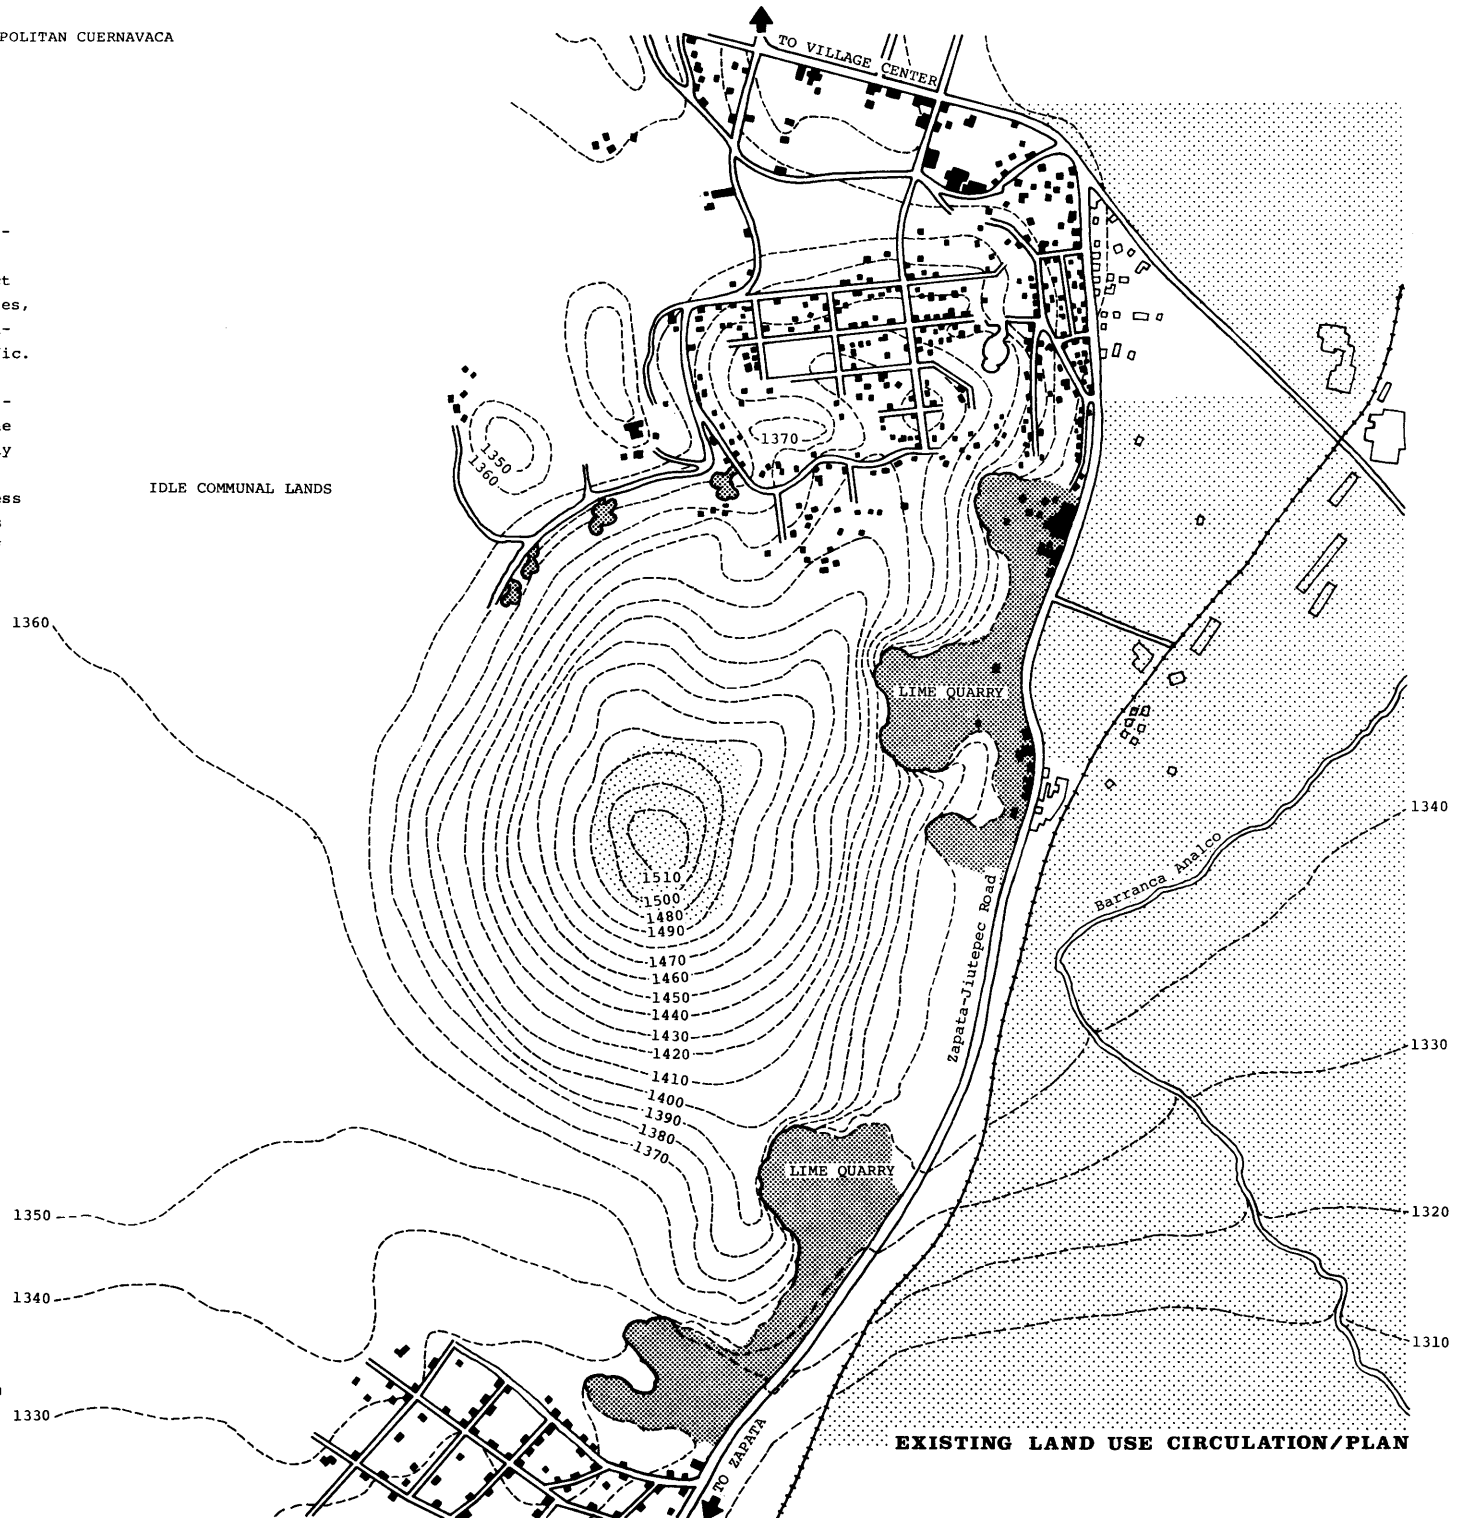 POLITAN CUERNAVACA
TO VILLAGE CENTER
IDLE COMMUNAL LANDS
1350
1360
1370
1360
LIME QUARRY
1340
Barranca Analco
1510
1500
1480
1490
1470
1460
1450
1440
1430
1420
1410
1400
1390
1380
1370
Zapata-Jiutepec Road
1330
LIME QUARRY
1350
1320
1340
1310
1330
TO ZAPATA
EXISTING LAND USE CIRCULATION/PLAN